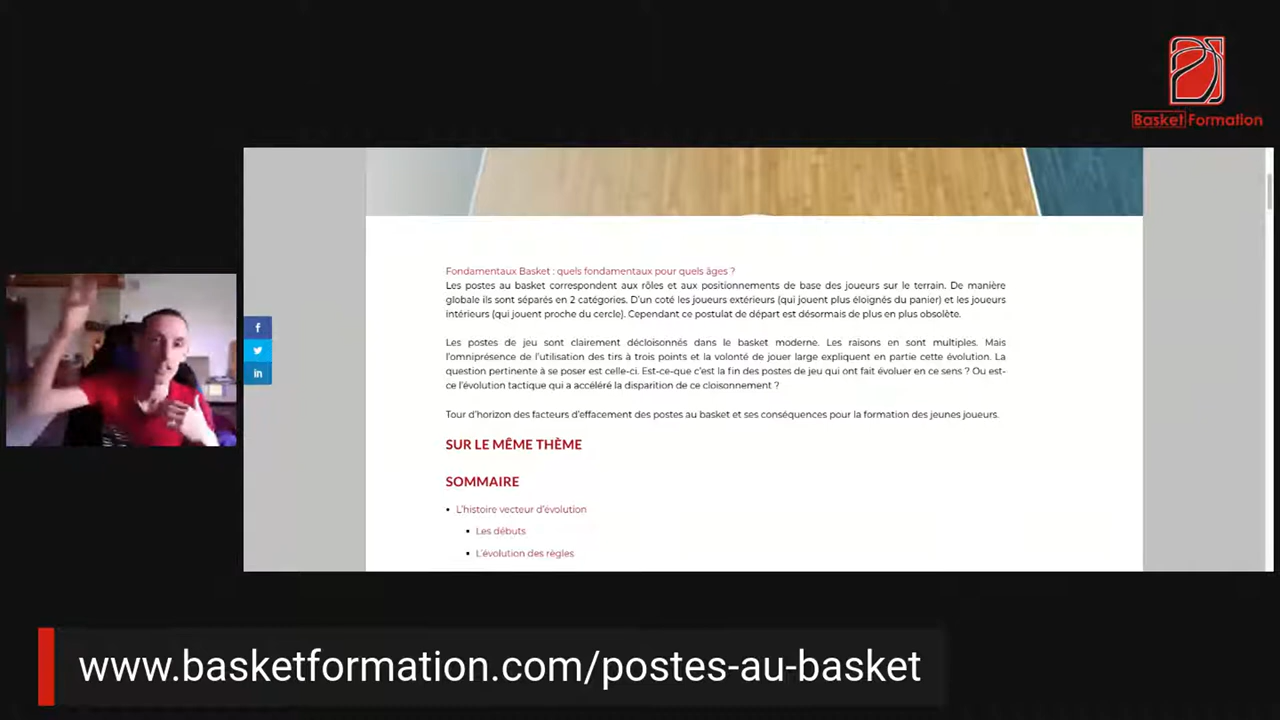 Basket Formation
Fondamentaux Basket : quels fondamentaux pour quels âges ?
Les postes au basket correspondent aux rôles et aux positionnements de base des joueurs sur le terrain. De manière
globale ils sont séparés en 2 catégories. D'un coté les joueurs extérieurs (qui jouent plus éloignés du panier) et les joueurs
intérieurs (qui jouent proche du cercle). Cependant ce postulat de départ est désormais de plus en plus obsolète.
Les postes de jeu sont clairement décloisonnés dans le basket moderne. Les raisons en sont multiples. Mais
l'omniprésence de l'utilisation des tirs à trois points et la volonté de jouer large expliquent en partie cette évolution. La
question pertinente à se poser est celle-ci. Est-ce-que c'est la fin des postes de jeu qui ont fait évoluer en ce sens ? Ou est-
ce l'évolution tactique qui a accéléré la disparition de ce cloisonnement ?
Tour d'horizon des facteurs d'effacement des postes au basket et ses conséquences pour la formation des jeunes joueurs.
SUR LE MÊME THÈME
SOMMAIRE
• L'histoire vecteur d'évolution
• Les débuts
• L'évolution des règles
www.basketformation.com/postes-au-basket